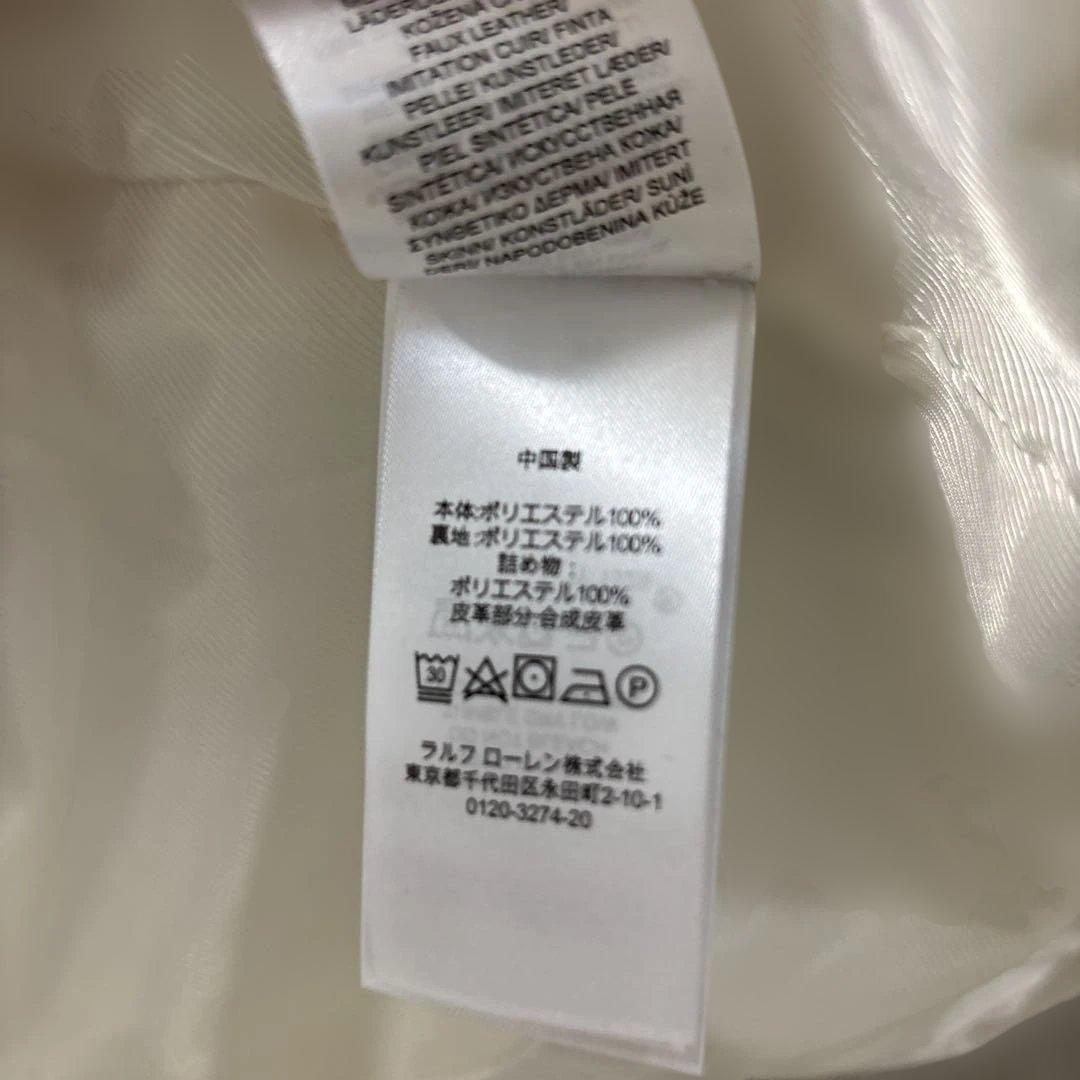 KOŽENÁ
FAUX LEATHER/
IMITATION CUIR/ FINTA
PELLE/ KUNSTLEDER/
KUNSTLEER/ IMITERET LÆDER/
PIEL SINTÉTICA/ PELE
SINTÉTICA/ ИСКУССТВЕННАЯ
КОЖА/ ИЗКУСТВЕНА КОЖА/
ΣΥΝΘΕΤΙΚΟ ΔΕΡΜΑ/ IMITERT
SKINN/ KONSTLÄDER/ SUNİ
DERİ/ NAPODOBENINA KŮŽE
中国製
本体:ポリエステル100%
裏地:ポリエステル100%
詰め物:
ポリエステル100%
皮革部分:合成皮革
30 P
ラルフ ローレン株式会社
東京都千代田区永田町2-10-1
0120-3274-20